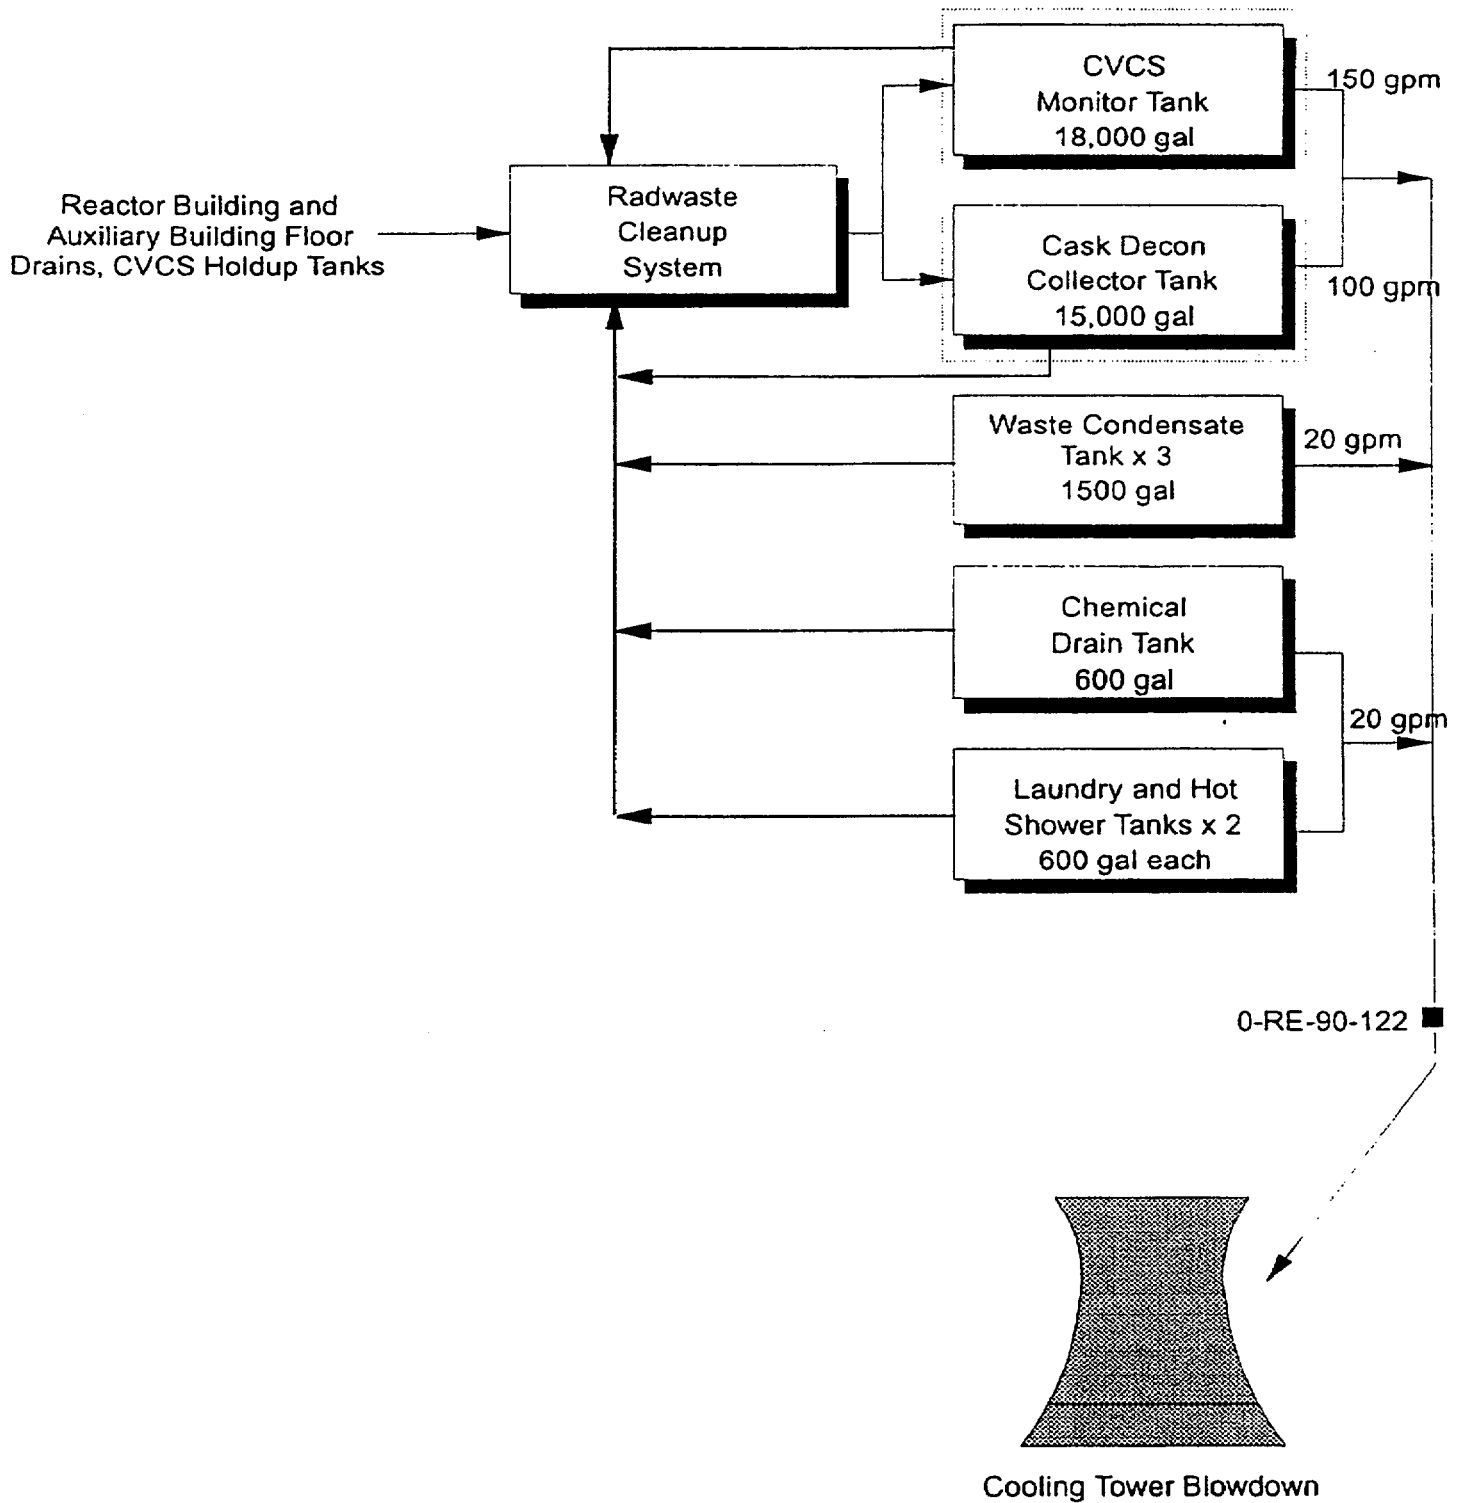 CVCS
Monitor Tank
18,000 gal
150 gpm
Reactor Building and
Auxiliary Building Floor
Drains, CVCS Holdup Tanks
Radwaste
Cleanup
System
Cask Decon
Collector Tank
15,000 gal
100 gpm
Waste Condensate
Tank x 3
1500 gal
20 gpm
Chemical
Drain Tank
600 gal
20 gpm
Laundry and Hot
Shower Tanks x 2
600 gal each
0-RE-90-122
Cooling Tower Blowdown